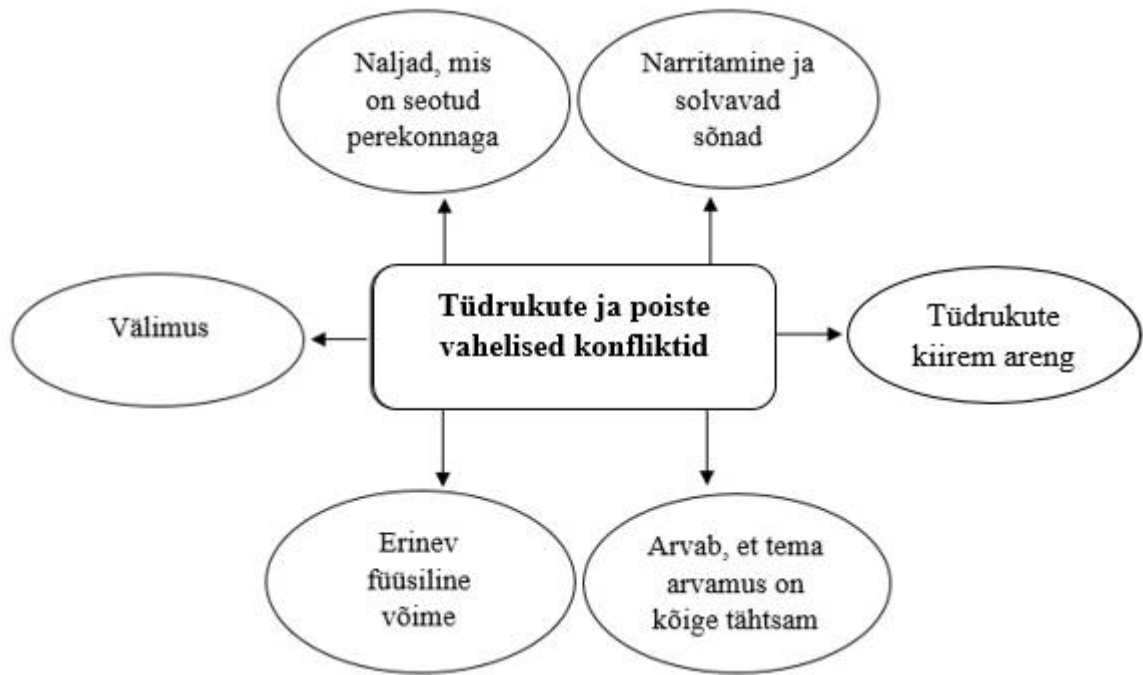 Naljad, mis
on seotud
perekonnaga
Narritamine ja
solvavad
sõnad
Välimus
Tüdrukute ja poiste
vahelised konfliktid
Tüdrukute
kiirem areng
Erinev
füüsiline
võime
Arvab, et tema
arvamus on
kõige tähtsam